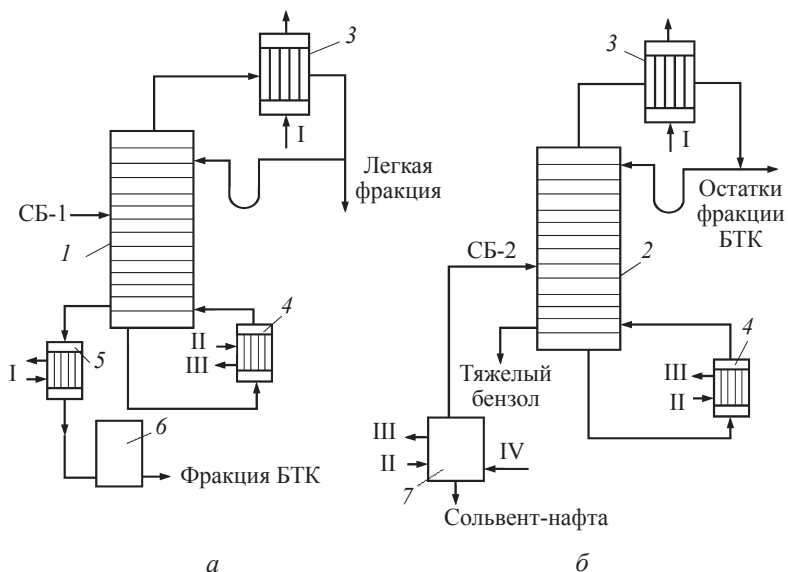 3
I
Легкая
фракция
СБ-1
1
4
II
III
5
I
6
Фракция БТК
а
3
I
Остатки
фракции
БТК
СБ-2
2
4
III
II
Тяжелый
бензол
III
II
IV
7
Сольвент-нафта
б